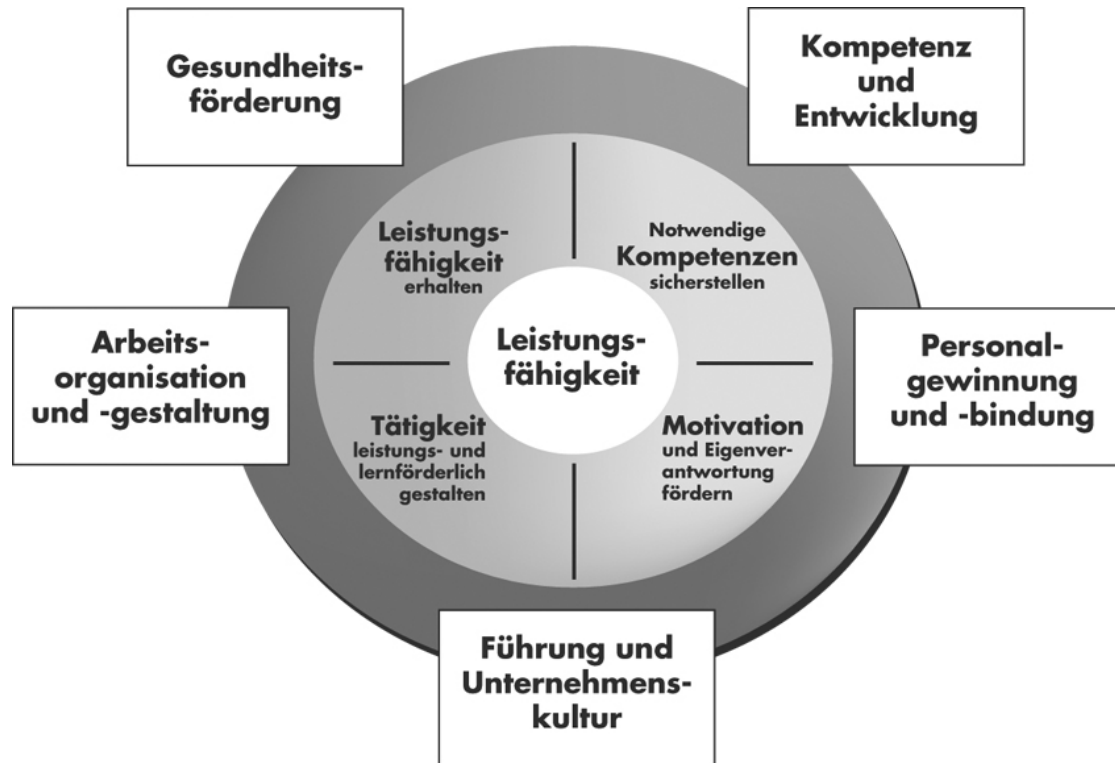 Gesundheits-
förderung
Kompetenz
und
Entwicklung
Leistungs-
fähigkeit
erhalten
Notwendige
Kompetenzen
sicherstellen
Arbeits-
organisation
und -gestaltung
Leistungs-
fähigkeit
Personal-
gewinnung
und -bindung
Tätigkeit
leistungs- und
lernförderlich
gestalten
Motivation
und Eigenver-
antwortung
fördern
Führung und
Unternehmens-
kultur